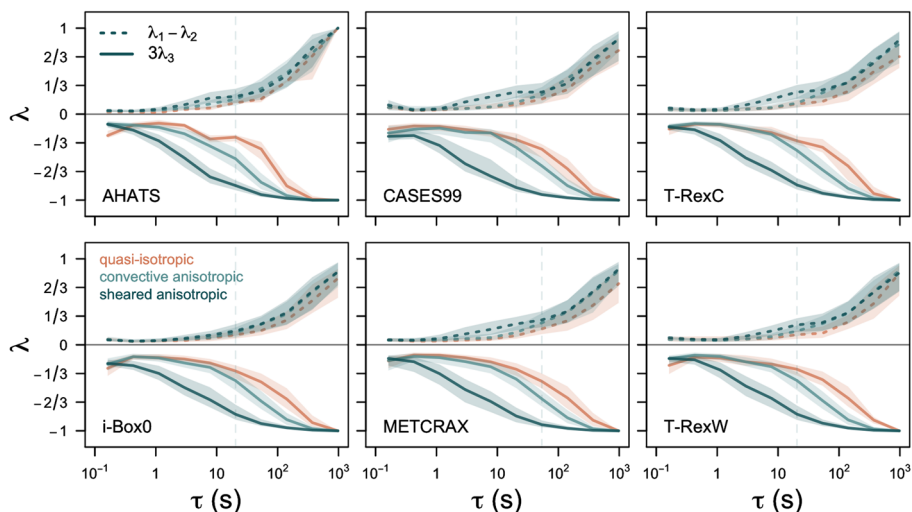 λ
1
2/3
1/3
0
-1/3
-2/3
-1
λ₁ – λ₂
3λ₃
AHATS
CASES99
T-RexC
λ
1
2/3
1/3
0
-1/3
-2/3
-1
quasi-isotropic
convective anisotropic
sheared anisotropic
i-Box0
METCRAX
T-RexW
10⁻¹ 1 10 10² 10³ 10⁻¹ 1 10 10² 10³ 10⁻¹ 1 10 10² 10³
τ (s) τ (s) τ (s)